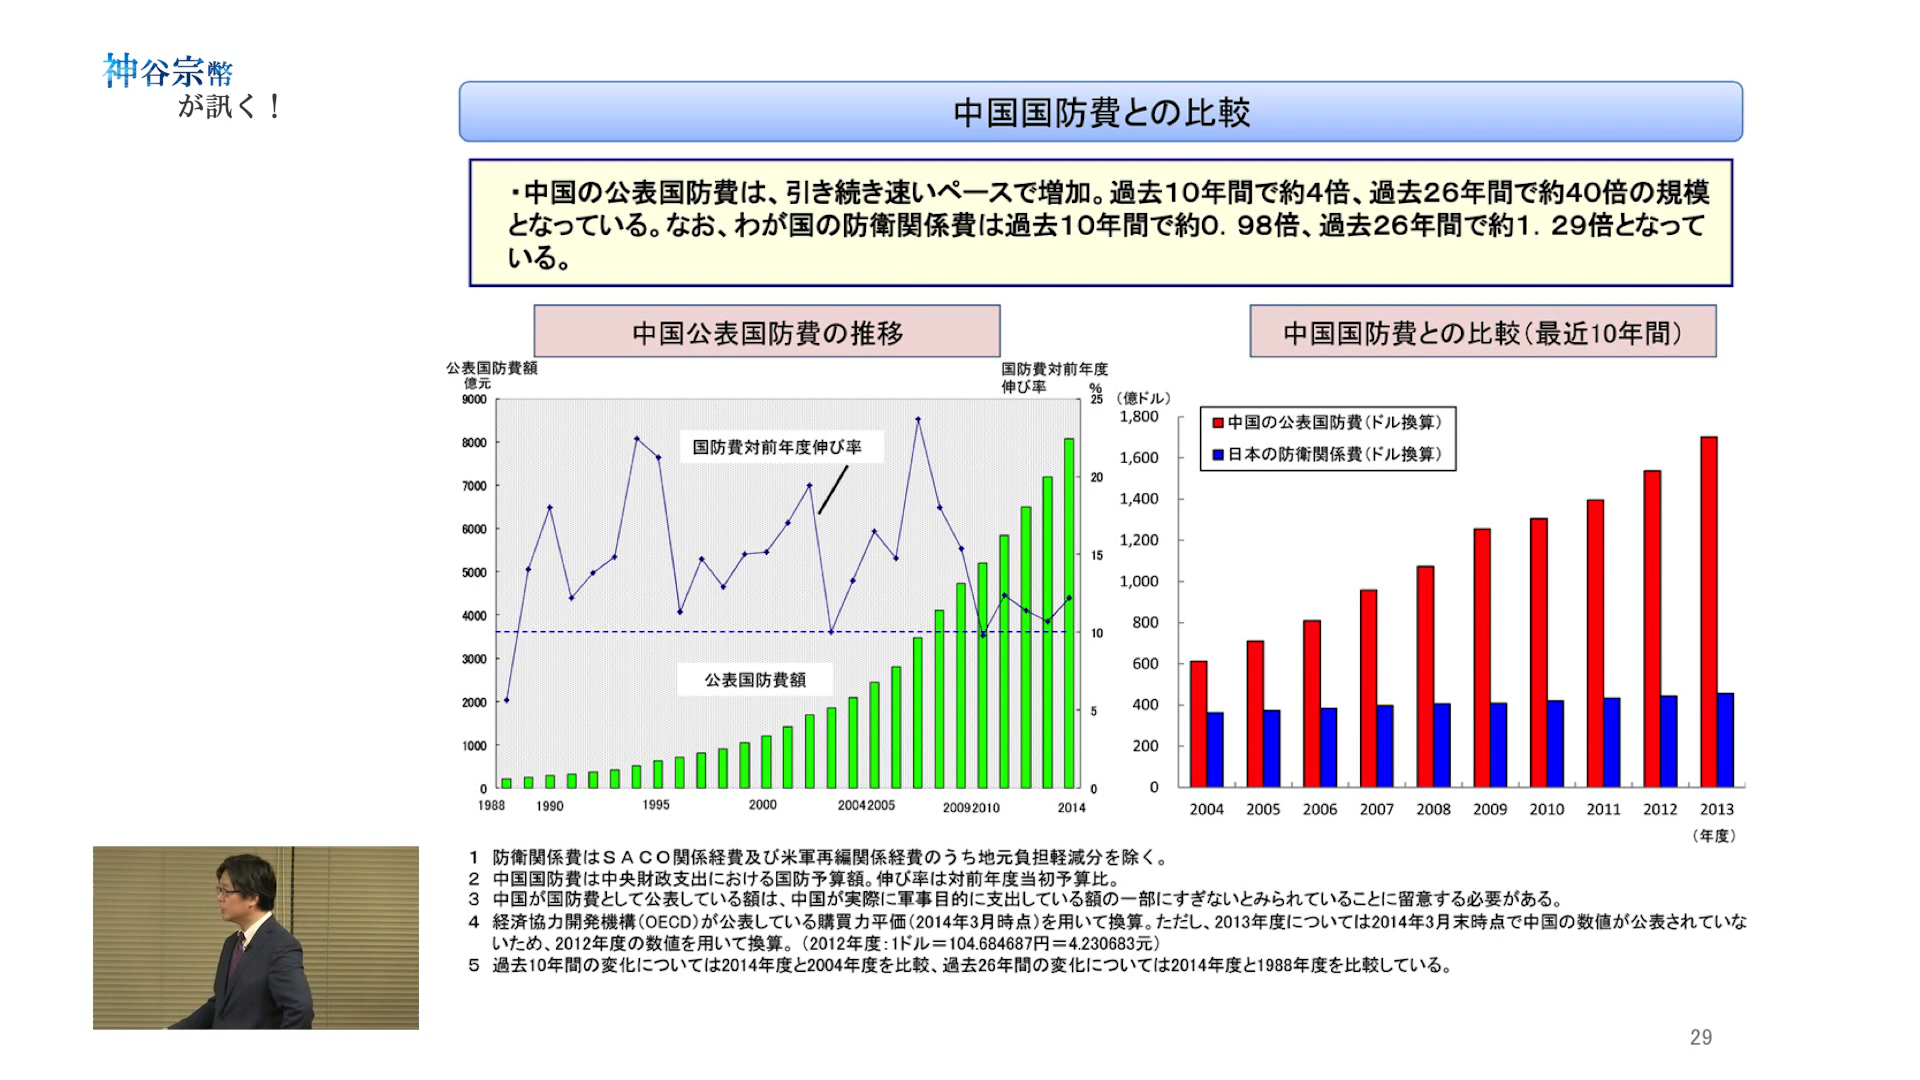 神谷宗幣
が訊く！
中国国防費との比較
・中国の公表国防費は、引き続き速いペースで増加。過去１０年間で約４倍、過去２６年間で約４０倍の規模
となっている。なお、わが国の防衛関係費は過去１０年間で約０．９８倍、過去２６年間で約１．２９倍となって
いる。
中国公表国防費の推移
中国国防費との比較（最近10年間）
公表国防費額
億元
国防費対前年度
伸び率 %
9000
8000
7000
6000
5000
4000
3000
2000
1000
0
国防費対前年度伸び率
公表国防費額
25
20
15
10
5
0
1988 1990 1995 2000 2004 2005 2009 2010 2014
（億ドル）
1,800
1,600
1,400
1,200
1,000
800
600
400
200
0
中国の公表国防費（ドル換算）
日本の防衛関係費（ドル換算）
2004 2005 2006 2007 2008 2009 2010 2011 2012 2013
（年度）
1 防衛関係費はＳＡＣＯ関係経費及び米軍再編関係経費のうち地元負担軽減分を除く。
2 中国国防費は中央財政支出における国防予算額。伸び率は対前年度当初予算比。
3 中国が国防費として公表している額は、中国が実際に軍事目的に支出している額の一部にすぎないとみられていることに留意する必要がある。
4 経済協力開発機構（OECD）が公表している購買力平価（2014年3月時点）を用いて換算。ただし、2013年度については2014年3月末時点で中国の数値が公表されていな
いため、2012年度の数値を用いて換算。（2012年度：1ドル＝104.684687円＝4.230683元）
5 過去10年間の変化については2014年度と2004年度を比較、過去26年間の変化については2014年度と1988年度を比較している。
29